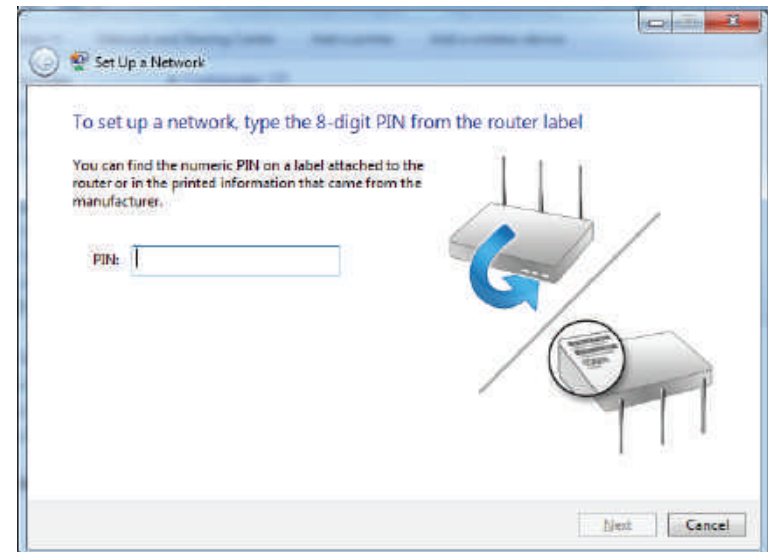 Set Up a Network
To set up a network, type the 8-digit PIN from the router label
You can find the numeric PIN on a label attached to the
router or in the printed information that came from the
manufacturer.
PIN:
Next
Cancel